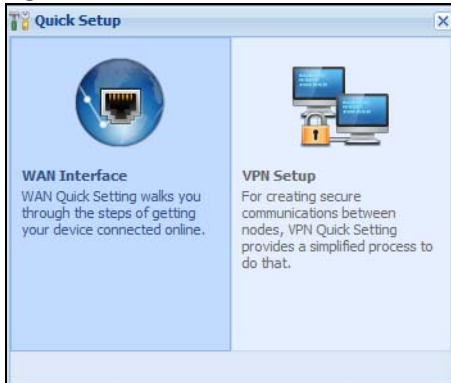 Quick Setup
WAN Interface
WAN Quick Setting walks you
through the steps of getting
your device connected online.
VPN Setup
For creating secure
communications between
nodes, VPN Quick Setting
provides a simplified process to
do that.